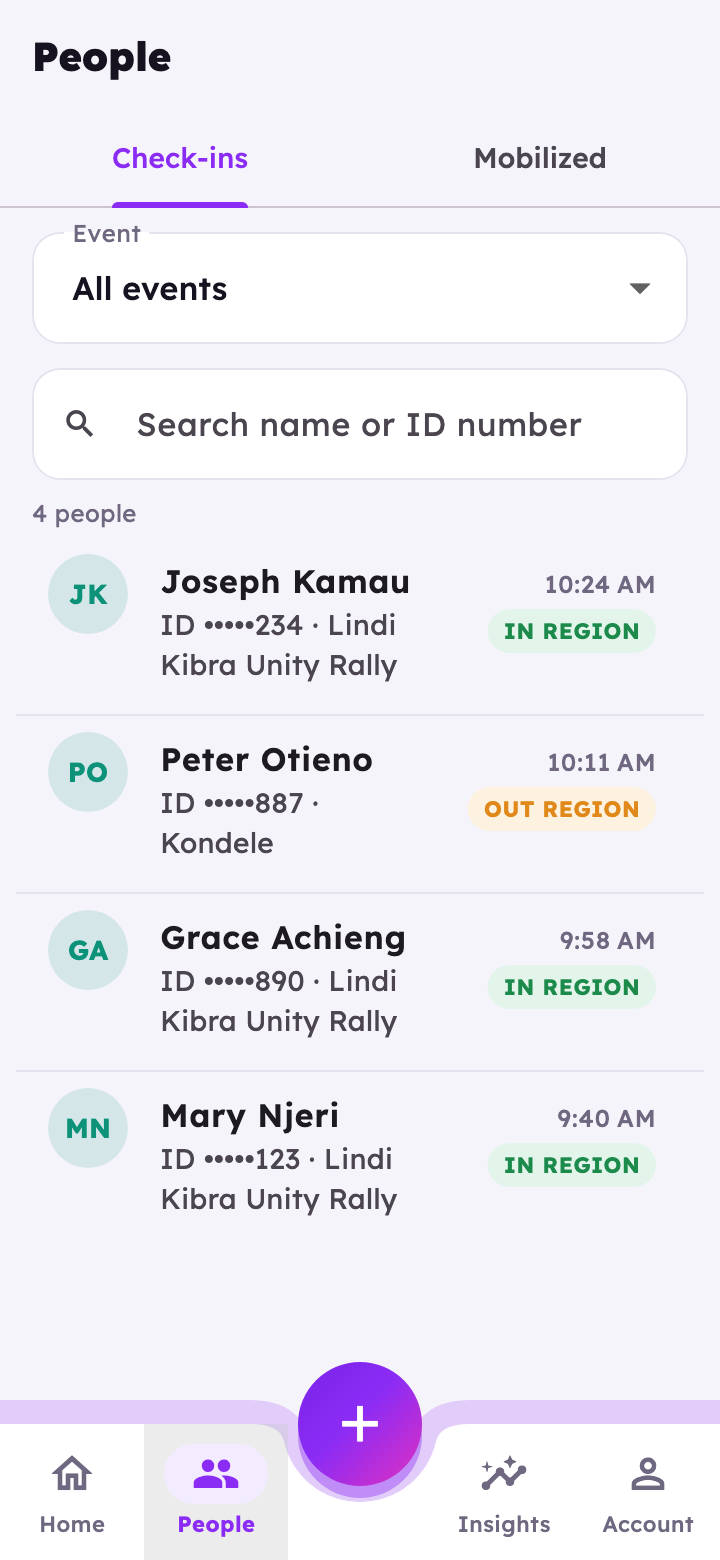 People
Check-ins
Mobilized
Event
All events
Search name or ID number
4 people
JK
Joseph Kamau
10:24 AM
ID •••••234 · Lindi
IN REGION
Kibra Unity Rally
PO
Peter Otieno
10:11 AM
ID •••••887 ·
OUT REGION
Kondele
GA
Grace Achieng
9:58 AM
ID •••••890 · Lindi
IN REGION
Kibra Unity Rally
MN
Mary Njeri
9:40 AM
ID •••••123 · Lindi
IN REGION
Kibra Unity Rally
Home
People
Insights
Account